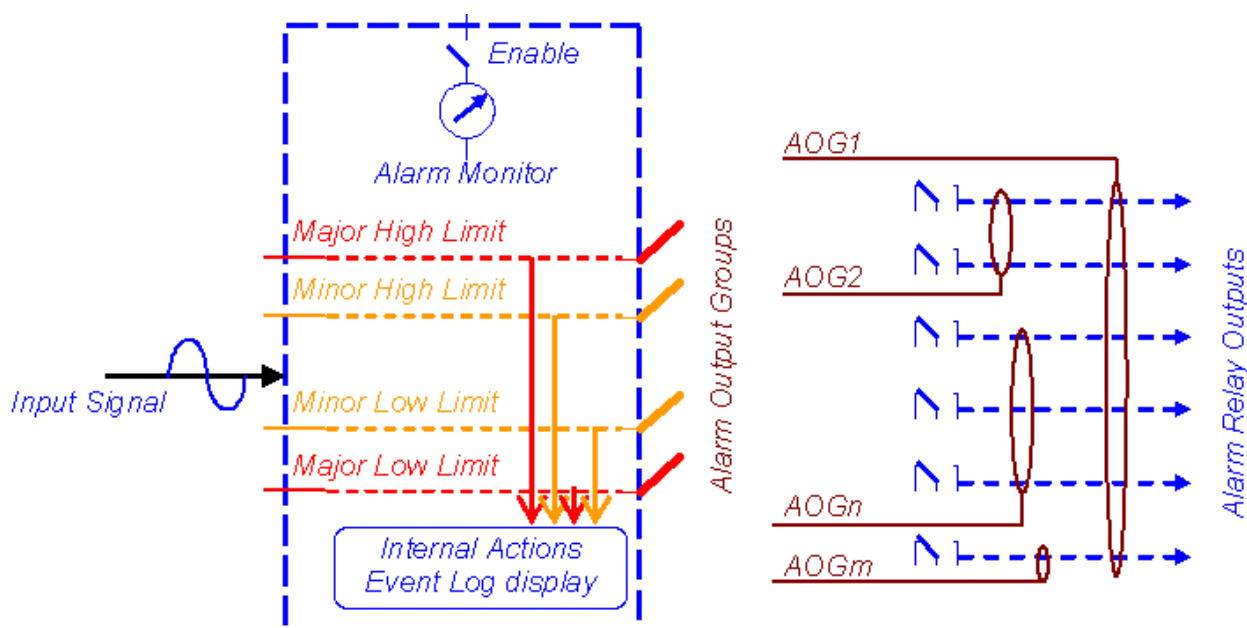 Enable
Alarm Monitor
Major High Limit
Minor High Limit
Input Signal
Minor Low Limit
Major Low Limit
Internal Actions
Event Log display
Alarm Output Groups
AOG1
AOG2
AOGn
AOGm
Alarm Relay Outputs